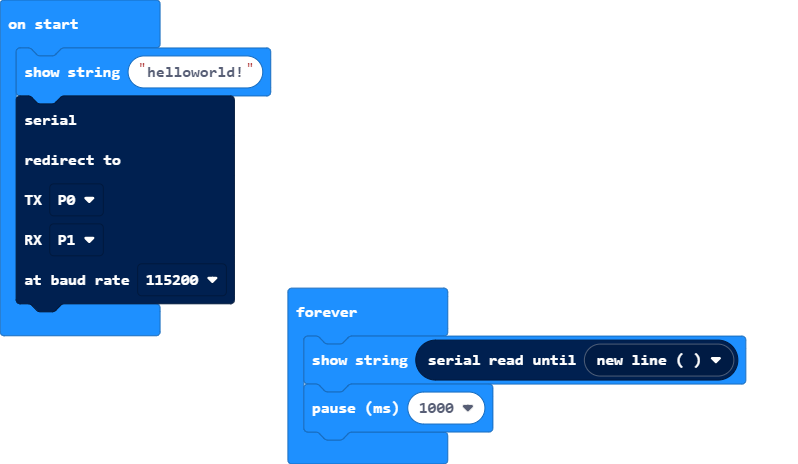 on start
show string "helloworld!"
serial
redirect to
TX P0
RX P1
at baud rate 115200
forever
show string serial read until new line ( )
pause (ms) 1000